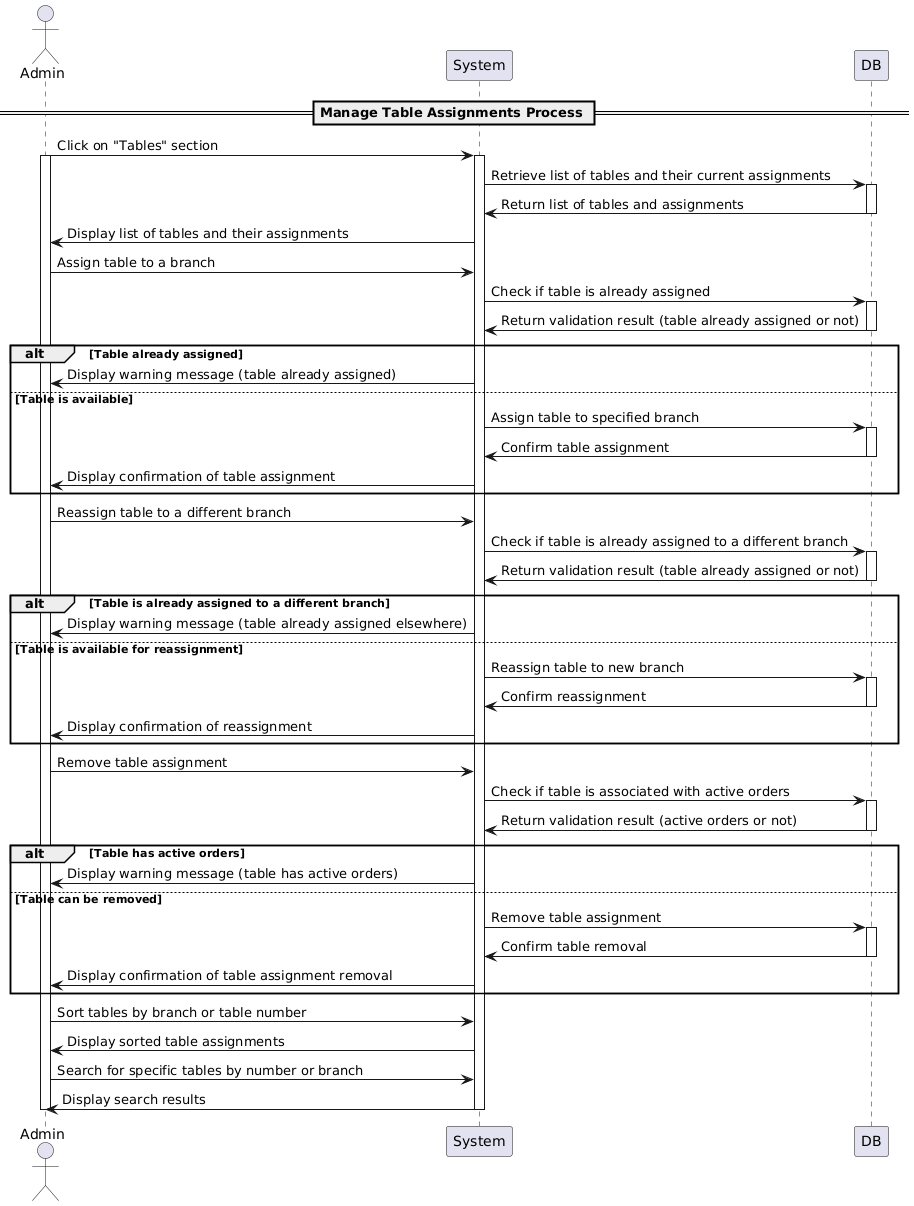 Admin
System
DB
Manage Table Assignments Process
Click on "Tables" section
Retrieve list of tables and their current assignments
Return list of tables and assignments
Display list of tables and their assignments
Assign table to a branch
Check if table is already assigned
Return validation result (table already assigned or not)
alt [Table already assigned]
Display warning message (table already assigned)
[Table is available]
Assign table to specified branch
Confirm table assignment
Display confirmation of table assignment
Reassign table to a different branch
Check if table is already assigned to a different branch
Return validation result (table already assigned or not)
alt [Table is already assigned to a different branch]
Display warning message (table already assigned elsewhere)
[Table is available for reassignment]
Reassign table to new branch
Confirm reassignment
Display confirmation of reassignment
Remove table assignment
Check if table is associated with active orders
Return validation result (active orders or not)
alt [Table has active orders]
Display warning message (table has active orders)
[Table can be removed]
Remove table assignment
Confirm table removal
Display confirmation of table assignment removal
Sort tables by branch or table number
Display sorted table assignments
Search for specific tables by number or branch
Display search results
Admin
System
DB